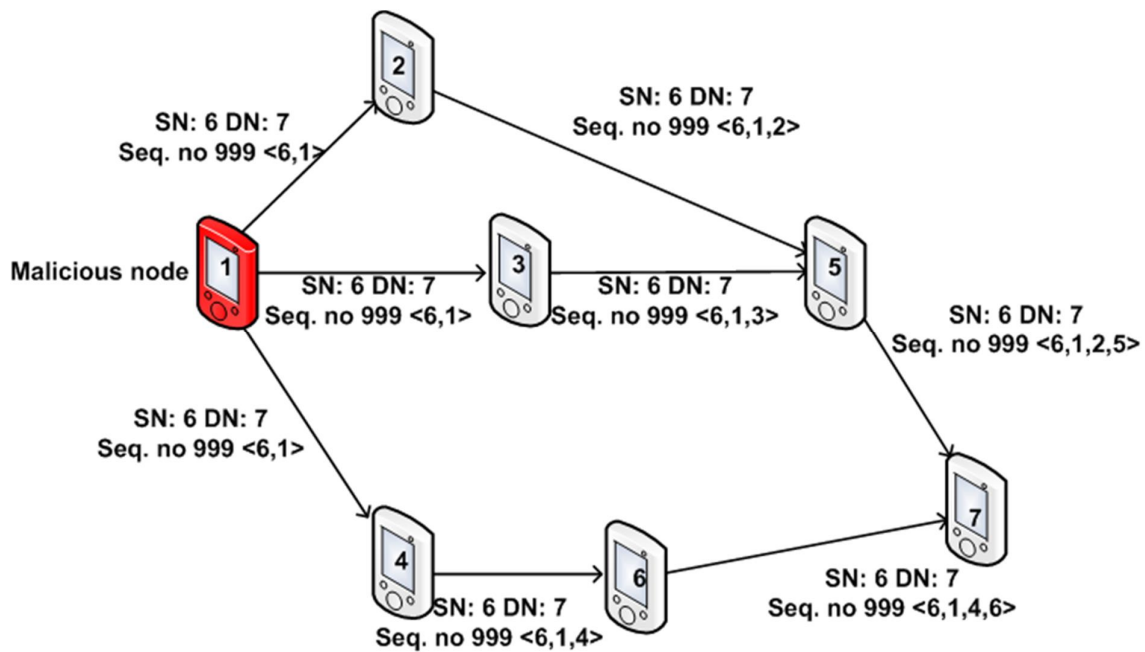 2
SN: 6 DN: 7
Seq. no 999 <6,1>
SN: 6 DN: 7
Seq. no 999 <6,1,2>
Malicious node
1
SN: 6 DN: 7
Seq. no 999 <6,1>
3
SN: 6 DN: 7
Seq. no 999 <6,1,3>
5
SN: 6 DN: 7
Seq. no 999 <6,1,2,5>
SN: 6 DN: 7
Seq. no 999 <6,1>
4
SN: 6 DN: 7
Seq. no 999 <6,1,4>
6
SN: 6 DN: 7
Seq. no 999 <6,1,4,6>
7